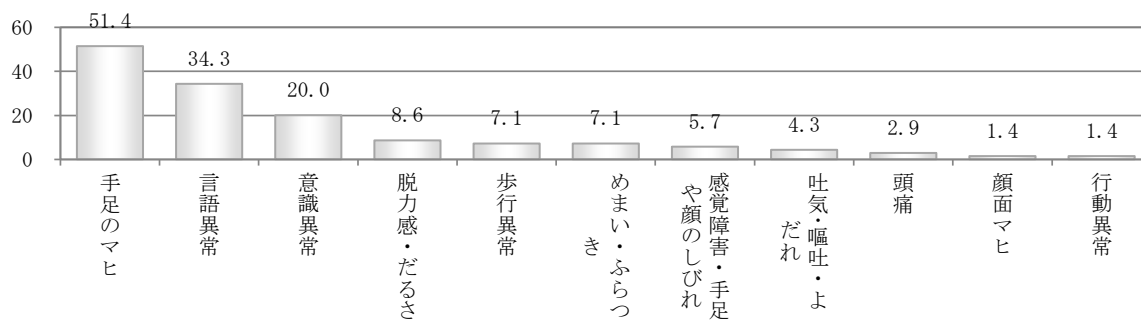 60
40
20
0
51.4
34.3
20.0
8.6
7.1
7.1
5.7
4.3
2.9
1.4
1.4
手足のマヒ
言語異常
意識異常
脱力感・だるさ
歩行異常
めまい・ふらつ
き
感覚障害・手足
や顔のしびれ
吐気・嘔吐・よ
だれ
頭痛
顔面マヒ
行動異常